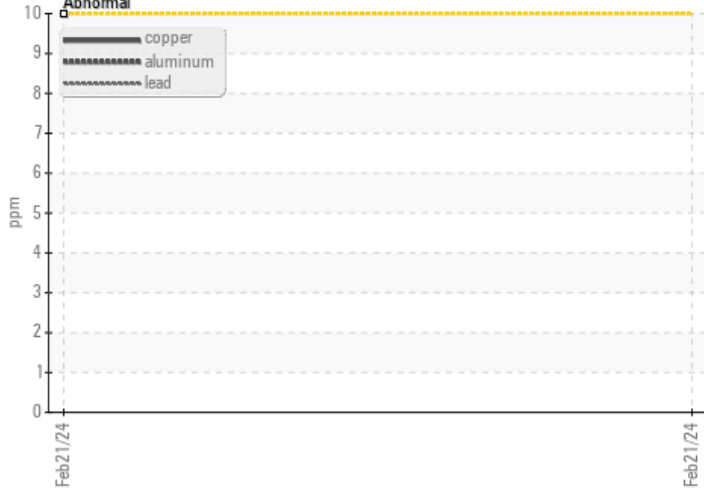 Abnormal
10
copper
aluminum
lead
9
8
7
6
5
4
3
2
1
0
ppm
Feb21/24
Feb21/24